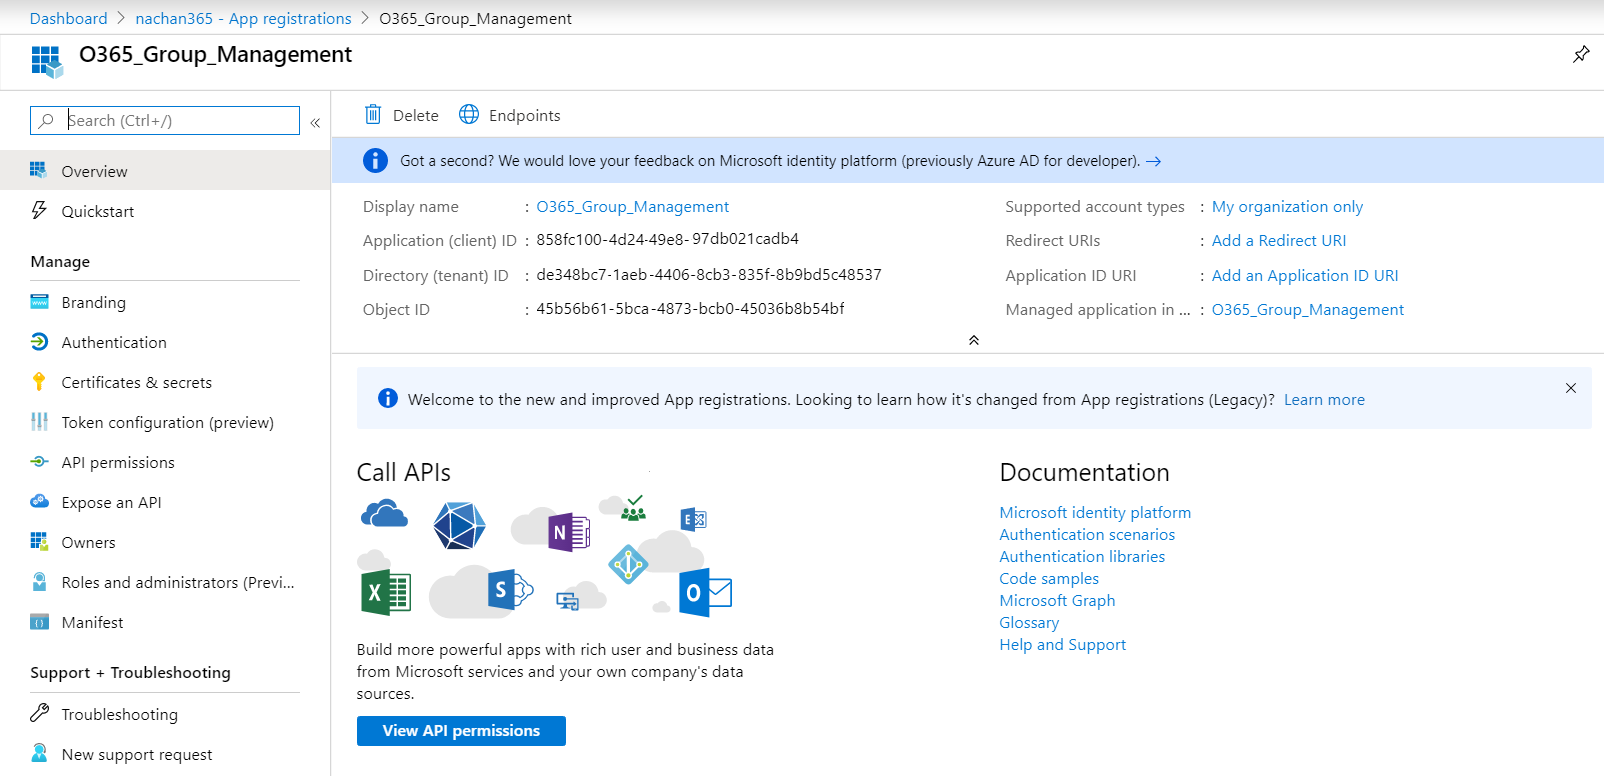 Dashboard > nachan365 - App registrations > O365_Group_Management
O365_Group_Management
Search (Ctrl+/)
«
Overview
Quickstart
Manage
Branding
Authentication
Certificates & secrets
Token configuration (preview)
API permissions
Expose an API
Owners
Roles and administrators (Previ...
Manifest
Support + Troubleshooting
Troubleshooting
New support request
Delete
Endpoints
Got a second? We would love your feedback on Microsoft identity platform (previously Azure AD for developer). →
Display name : O365_Group_Management
Application (client) ID : 858fc100-4d24-49e8-97db021cadb4
Directory (tenant) ID : de348bc7-1aeb-4406-8cb3-835f-8b9bd5c48537
Object ID : 45b56b61-5bca-4873-bcb0-45036b8b54bf
Supported account types : My organization only
Redirect URIs : Add a Redirect URI
Application ID URI : Add an Application ID URI
Managed application in ... : O365_Group_Management
Welcome to the new and improved App registrations. Looking to learn how it's changed from App registrations (Legacy)? Learn more
Call APIs
N
E
X
S
O
Build more powerful apps with rich user and business data
from Microsoft services and your own company's data
sources.
View API permissions
Documentation
Microsoft identity platform
Authentication scenarios
Authentication libraries
Code samples
Microsoft Graph
Glossary
Help and Support